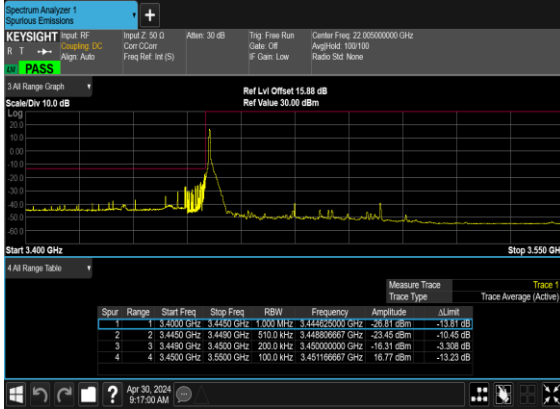 Spectrum Analyzer 1
Spurious Emissions
KEYSIGHT
R T
Input: RF
Coupling: DC
Align: Auto
Input Z: 50 Ω
Corr CCorr
Freq Ref: Int (S)
Atten: 30 dB
Trig: Free Run
Gate: Off
IF Gain: Low
Center Freq: 22.005000000 GHz
Avg|Hold: 100/100
Radio Std: None
PASS
3 All Range Graph
Scale/Div 10.0 dB
Ref Lvl Offset 15.88 dB
Ref Value 30.00 dBm
Log
20.0
10.0
0.00
-10.0
-20.0
-30.0
-40.0
-50.0
-60.0
Start 3.400 GHz
Stop 3.550 GH
4 All Range Table
Measure Trace Trace 1
Trace Type Trace Average (Active)
Spur Range Start Freq Stop Freq RBW Frequency Amplitude ΔLimit
1 1 3.4000 GHz 3.4450 GHz 1.000 MHz 3.444625000 GHz -26.81 dBm -13.81 dB
2 2 3.4450 GHz 3.4490 GHz 510.0 kHz 3.448806667 GHz -23.45 dBm -10.45 dB
3 3 3.4490 GHz 3.4500 GHz 200.0 kHz 3.450000000 GHz -16.31 dBm -3.308 dB
4 4 3.4500 GHz 3.5500 GHz 100.0 kHz 3.451166667 GHz 16.77 dBm -13.23 dB
Apr 30, 2024
9:17:00 AM